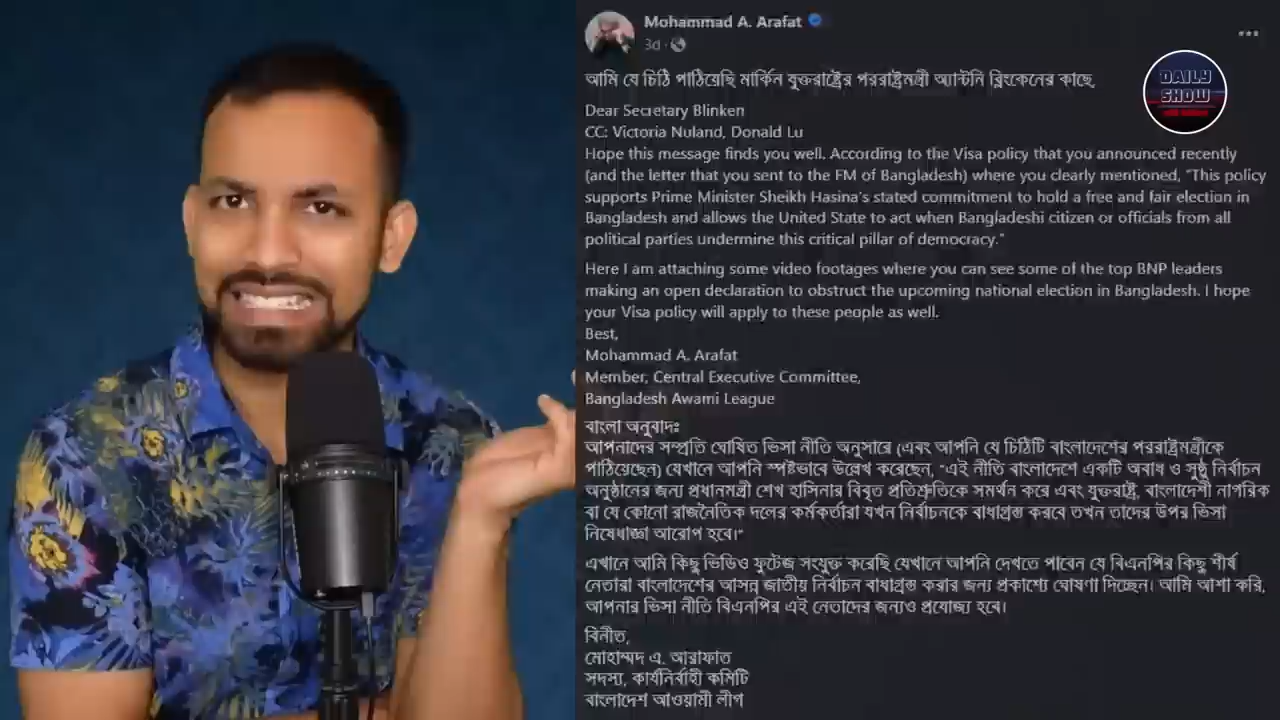 Mohammad A. Arafat
3d
আমি যে চিঠি পাঠিয়েছি মার্কিন যুক্তরাষ্ট্রের পররাষ্ট্রমন্ত্রী অ্যান্টনি ব্লিংকেনের কাছে,
DAILY
SHOW
Dear Secretary Blinken
CC: Victoria Nuland, Donald Lu
Hope this message finds you well. According to the Visa policy that you announced recently
(and the letter that you sent to the FM of Bangladesh) where you clearly mentioned, "This policy
supports Prime Minister Sheikh Hasina's stated commitment to hold a free and fair election in
Bangladesh and allows the United State to act when Bangladeshi citizen or officials from all
political parties undermine this critical pillar of democracy."
Here I am attaching some video footages where you can see some of the top BNP leaders
making an open declaration to obstruct the upcoming national election in Bangladesh. I hope
your Visa policy will apply to these people as well.
Best,
Mohammad A. Arafat
Member, Central Executive Committee,
Bangladesh Awami League
বাংলা অনুবাদঃ
আপনাদের সম্প্রতি ঘোষিত ভিসা নীতি অনুসারে (এবং আপনি যে চিঠিটি বাংলাদেশের পররাষ্ট্রমন্ত্রীকে
পাঠিয়েছেন) যেখানে আপনি স্পষ্টভাবে উল্লেখ করেছেন, "এই নীতি বাংলাদেশে একটি অবাধ ও সুষ্ঠু নির্বাচন
অনুষ্ঠানের জন্য প্রধানমন্ত্রী শেখ হাসিনার বিবৃত প্রতিশ্রুতিকে সমর্থন করে এবং যুক্তরাষ্ট্র, বাংলাদেশী নাগরিক
বা যে কোনো রাজনৈতিক দলের কর্মকর্তারা যখন নির্বাচনকে বাধাগ্রস্ত করবে তখন তাদের উপর ভিসা
নিষেধাজ্ঞা আরোপ হবে।"
এখানে আমি কিছু ভিডিও ফুটেজ সংযুক্ত করেছি যেখানে আপনি দেখতে পাবেন যে বিএনপির কিছু শীর্ষ
নেতারা বাংলাদেশের আসন্ন জাতীয় নির্বাচন বাধাগ্রস্ত করার জন্য প্রকাশ্যে ঘোষণা দিচ্ছেন। আমি আশা করি,
আপনার ভিসা নীতি বিএনপির এই নেতাদের জন্যও প্রযোজ্য হবে।
বিনীত,
মোহাম্মদ এ. আরাফাত
সদস্য, কার্যনির্বাহী কমিটি
বাংলাদেশ আওয়ামী লীগ